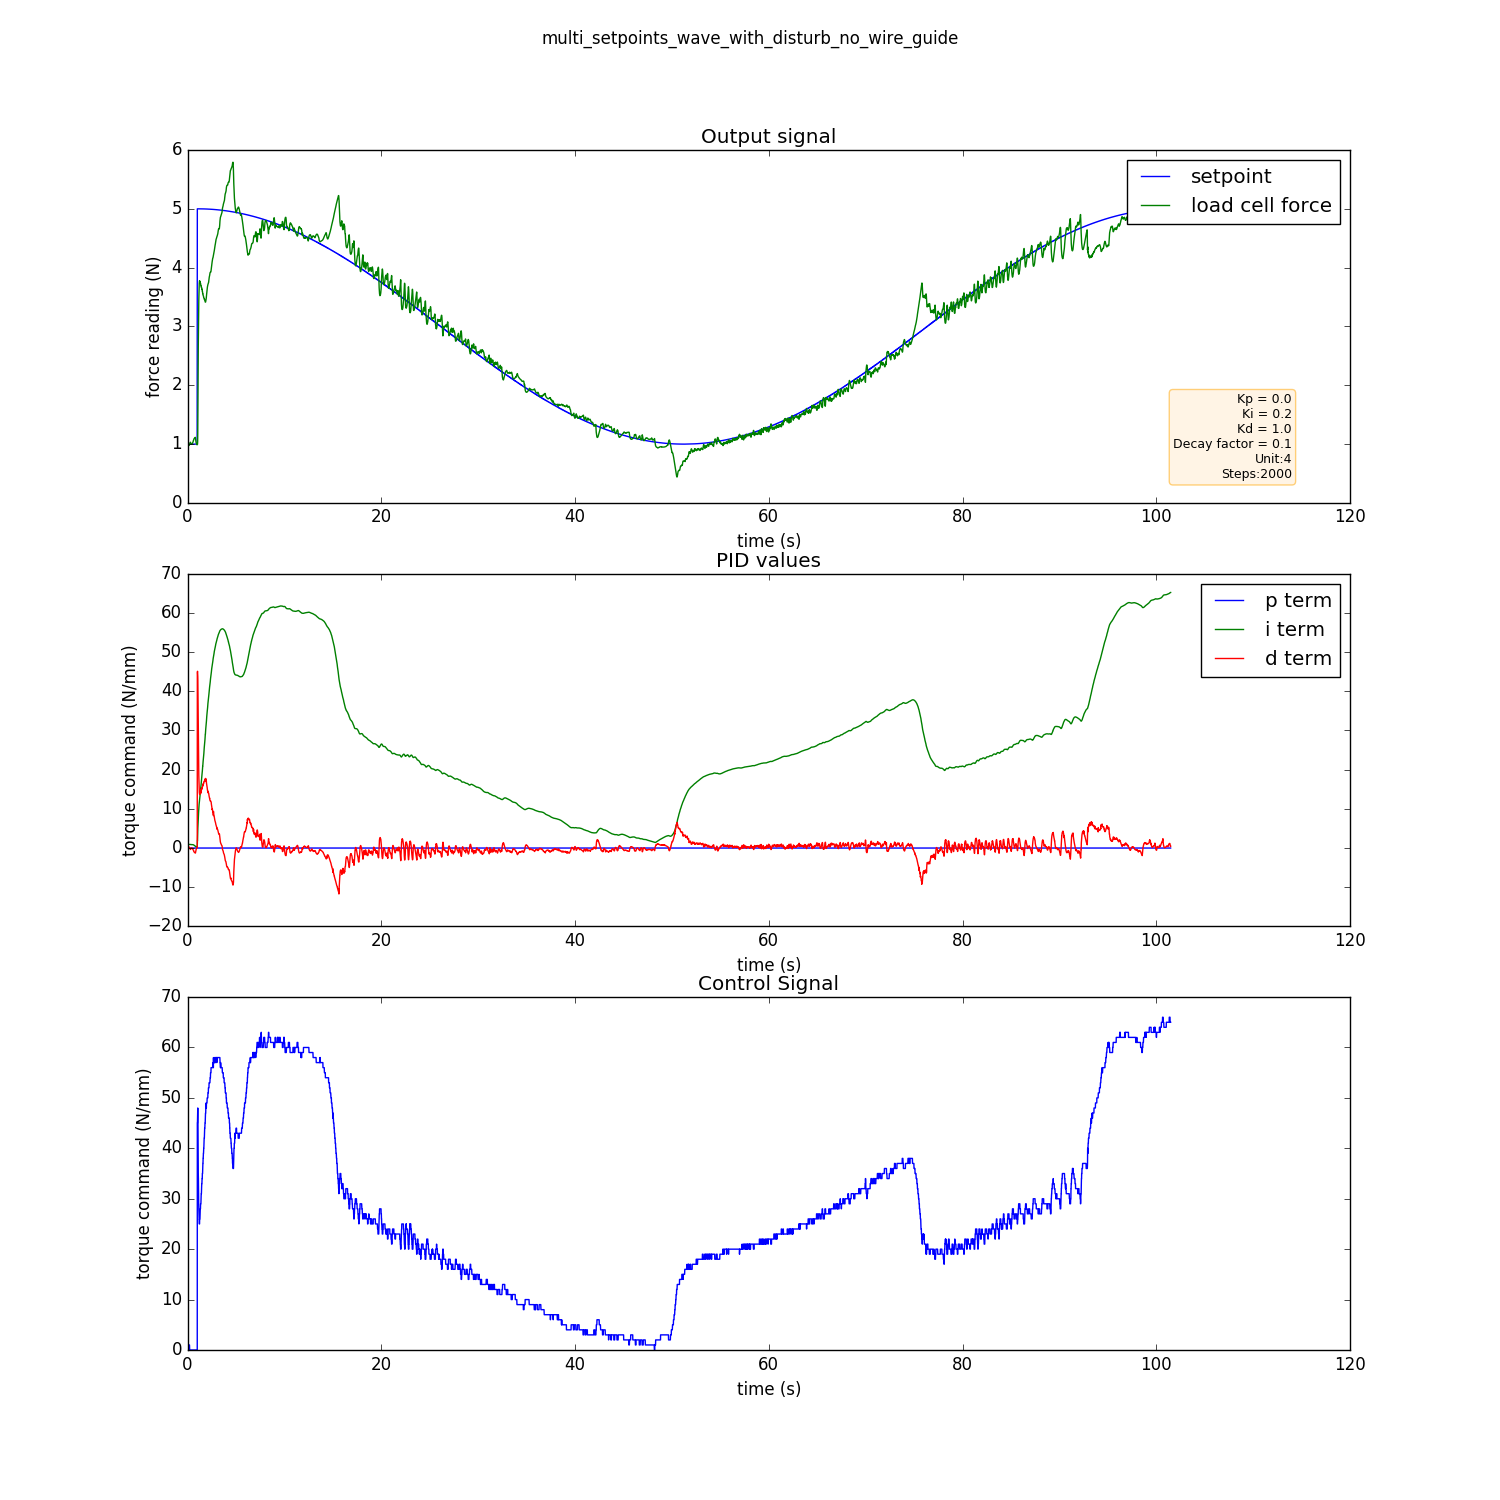 multi_setpoints_wave_with_disturb_no_wire_guide
Output signal
force reading (N)
6
5
4
3
2
1
0
0 20 40 60 80 100 120
time (s)
setpoint
load cell force
Kp = 0.0
Ki = 0.2
Kd = 1.0
Decay factor = 0.1
Unit:4
Steps:2000
PID values
torque command (N/mm)
70
60
50
40
30
20
10
0
−10
−20
0 20 40 60 80 100 120
time (s)
p term
i term
d term
Control Signal
torque command (N/mm)
70
60
50
40
30
20
10
0
0 20 40 60 80 100 120
time (s)